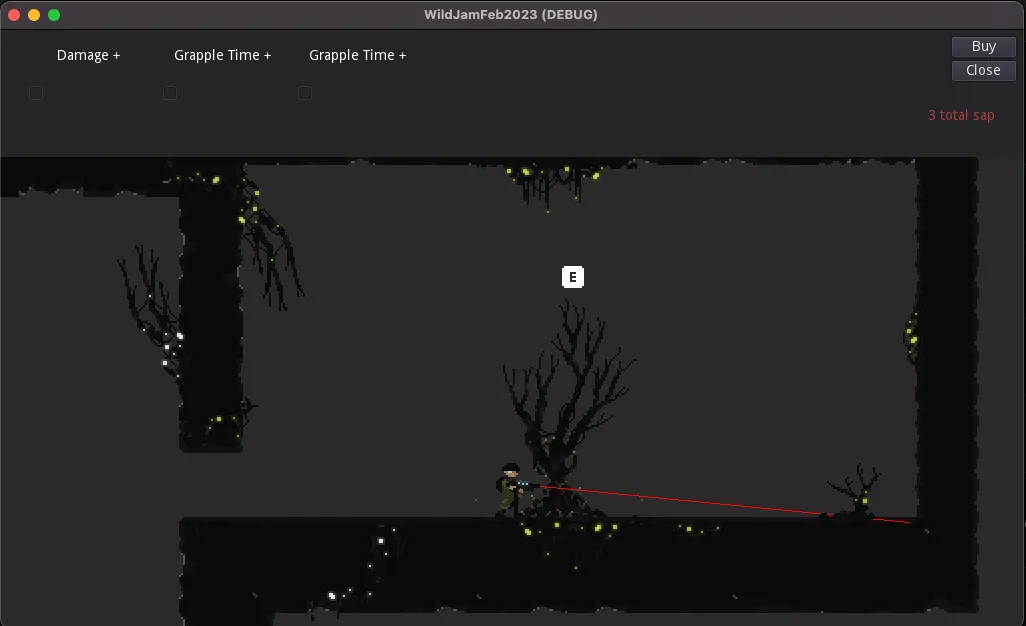 WildJamFeb2023 (DEBUG)
Damage + Grapple Time + Grapple Time + Buy
Close
3 total sap
E